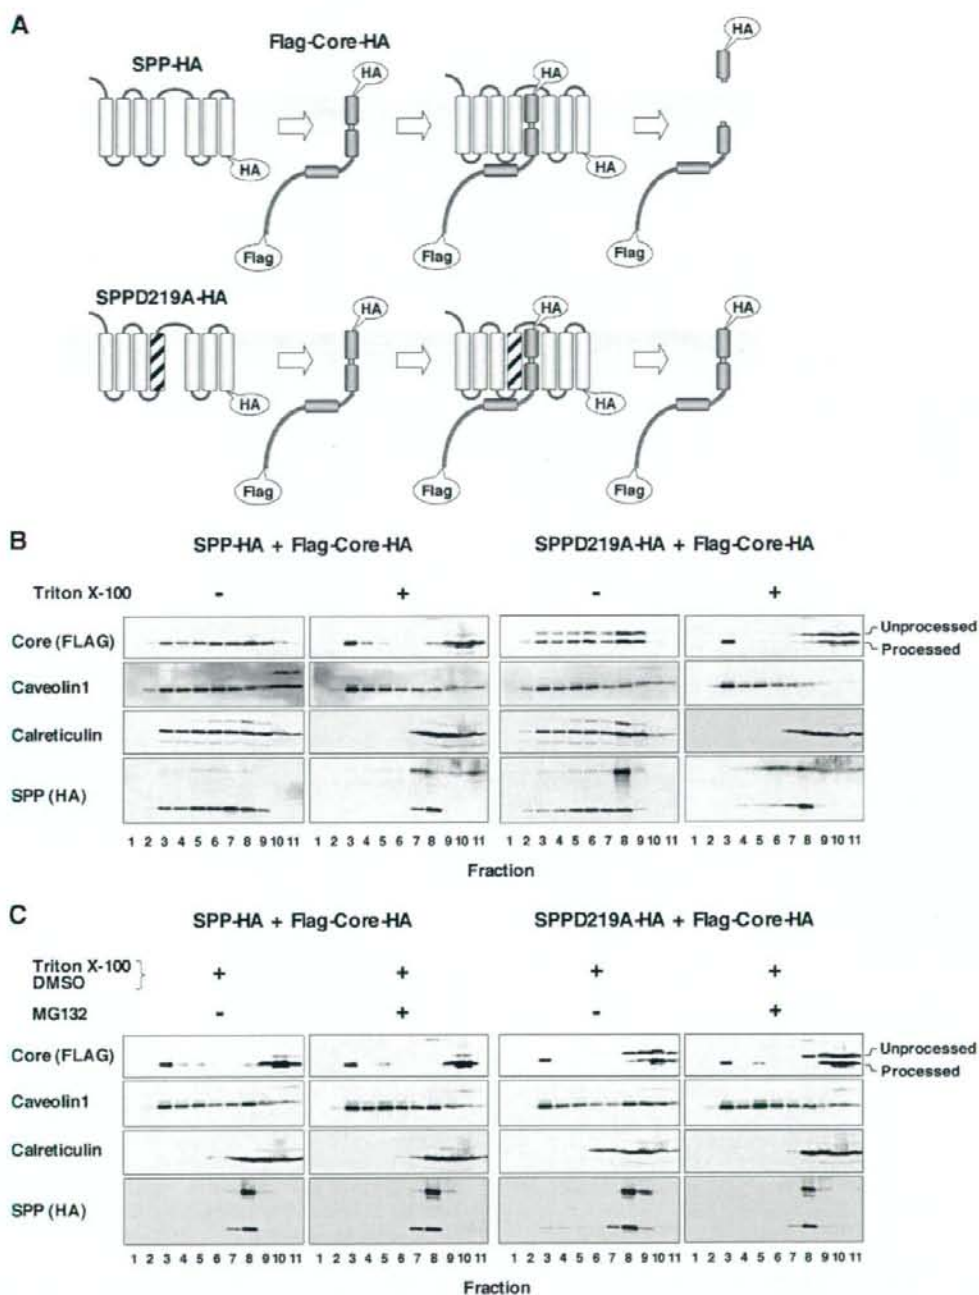 A
SPP-HA
Flag-Core-HA
HA
HA
HA
HA
HA
Flag
Flag
Flag
SPPD219A-HA
HA
HA
HA
HA
HA
Flag
Flag
Flag
B
SPP-HA + Flag-Core-HA
SPPD219A-HA + Flag-Core-HA
Triton X-100 - + - +
Core (FLAG)
Unprocessed
Processed
Caveolin1
Calreticulin
SPP (HA)
1 2 3 4 5 6 7 8 9 10 11 1 2 3 4 5 6 7 8 9 10 11 1 2 3 4 5 6 7 8 9 10 11 1 2 3 4 5 6 7 8 9 10 11
Fraction
C
SPP-HA + Flag-Core-HA
SPPD219A-HA + Flag-Core-HA
Triton X-100
DMSO } + + + +
MG132 - + - +
Core (FLAG)
Unprocessed
Processed
Caveolin1
Calreticulin
SPP (HA)
1 2 3 4 5 6 7 8 9 10 11 1 2 3 4 5 6 7 8 9 10 11 1 2 3 4 5 6 7 8 9 10 11 1 2 3 4 5 6 7 8 9 10 11
Fraction